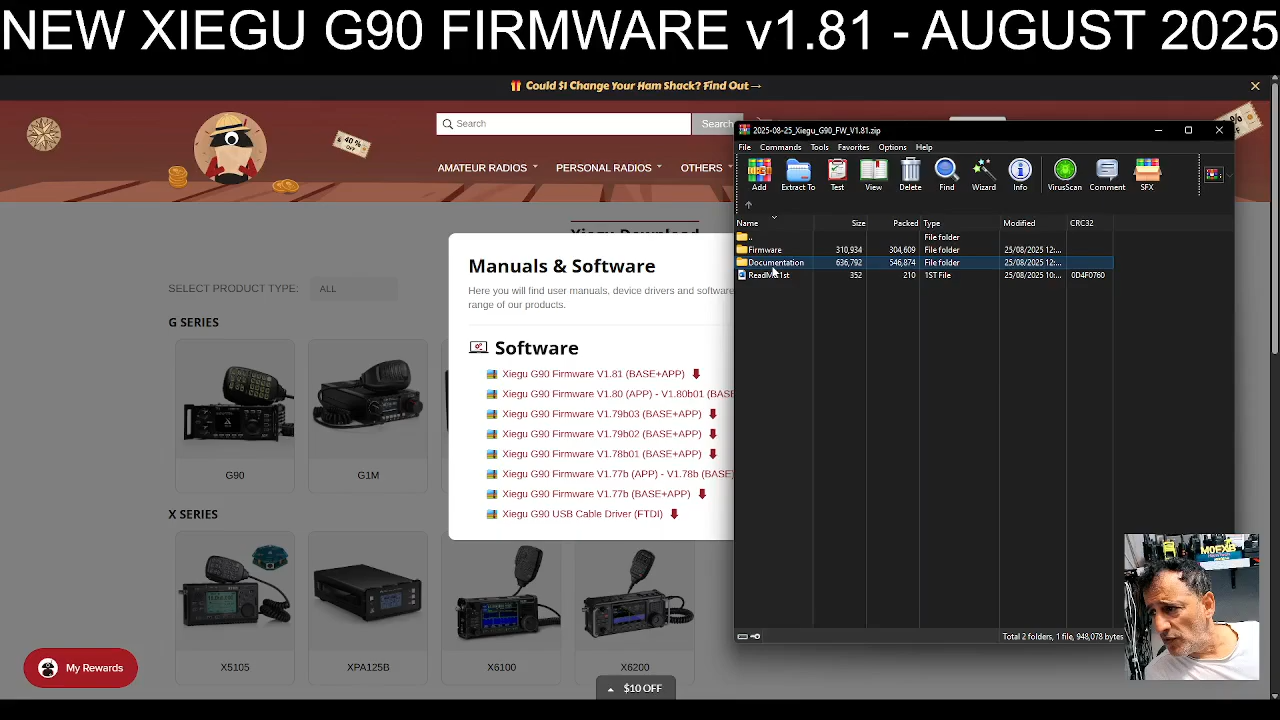 NEW XIEGU G90 FIRMWARE v1.81 - AUGUST 2025
Could $1 Change Your Ham Shack? Find Out →
40 %
OFF
Search
Search
AMATEUR RADIOS
PERSONAL RADIOS
OTHERS
SELECT PRODUCT TYPE:
ALL
G SERIES
G90
G1M
X SERIES
X5105
XPA125B
X6100
X6200
My Rewards
$10 OFF
Manuals & Software
Here you will find user manuals, device drivers and software
range of our products.
Software
Xiegu G90 Firmware V1.81 (BASE+APP)
Xiegu G90 Firmware V1.80 (APP) - V1.80b01 (BASE
Xiegu G90 Firmware V1.79b03 (BASE+APP)
Xiegu G90 Firmware V1.79b02 (BASE+APP)
Xiegu G90 Firmware V1.78b01 (BASE+APP)
Xiegu G90 Firmware V1.77b (APP) - V1.78b (BASE)
Xiegu G90 Firmware V1.77b (BASE+APP)
Xiegu G90 USB Cable Driver (FTDI)
2025-08-25_Xiegu_G90_FW_V1.81.zip
File Commands Tools Favorites Options Help
Add Extract To Test View Delete Find Wizard Info VirusScan Comment SFX
Name Size Packed Type Modified CRC32
.. File folder
Firmware 310,934 304,609 File folder 25/08/2025 12:...
Documentation 636,792 546,874 File folder 25/08/2025 12:...
352 210 1ST File 25/08/2025 10:... 0D4F0760
Total 2 folders, 1 file, 948,078 bytes
M0FXB